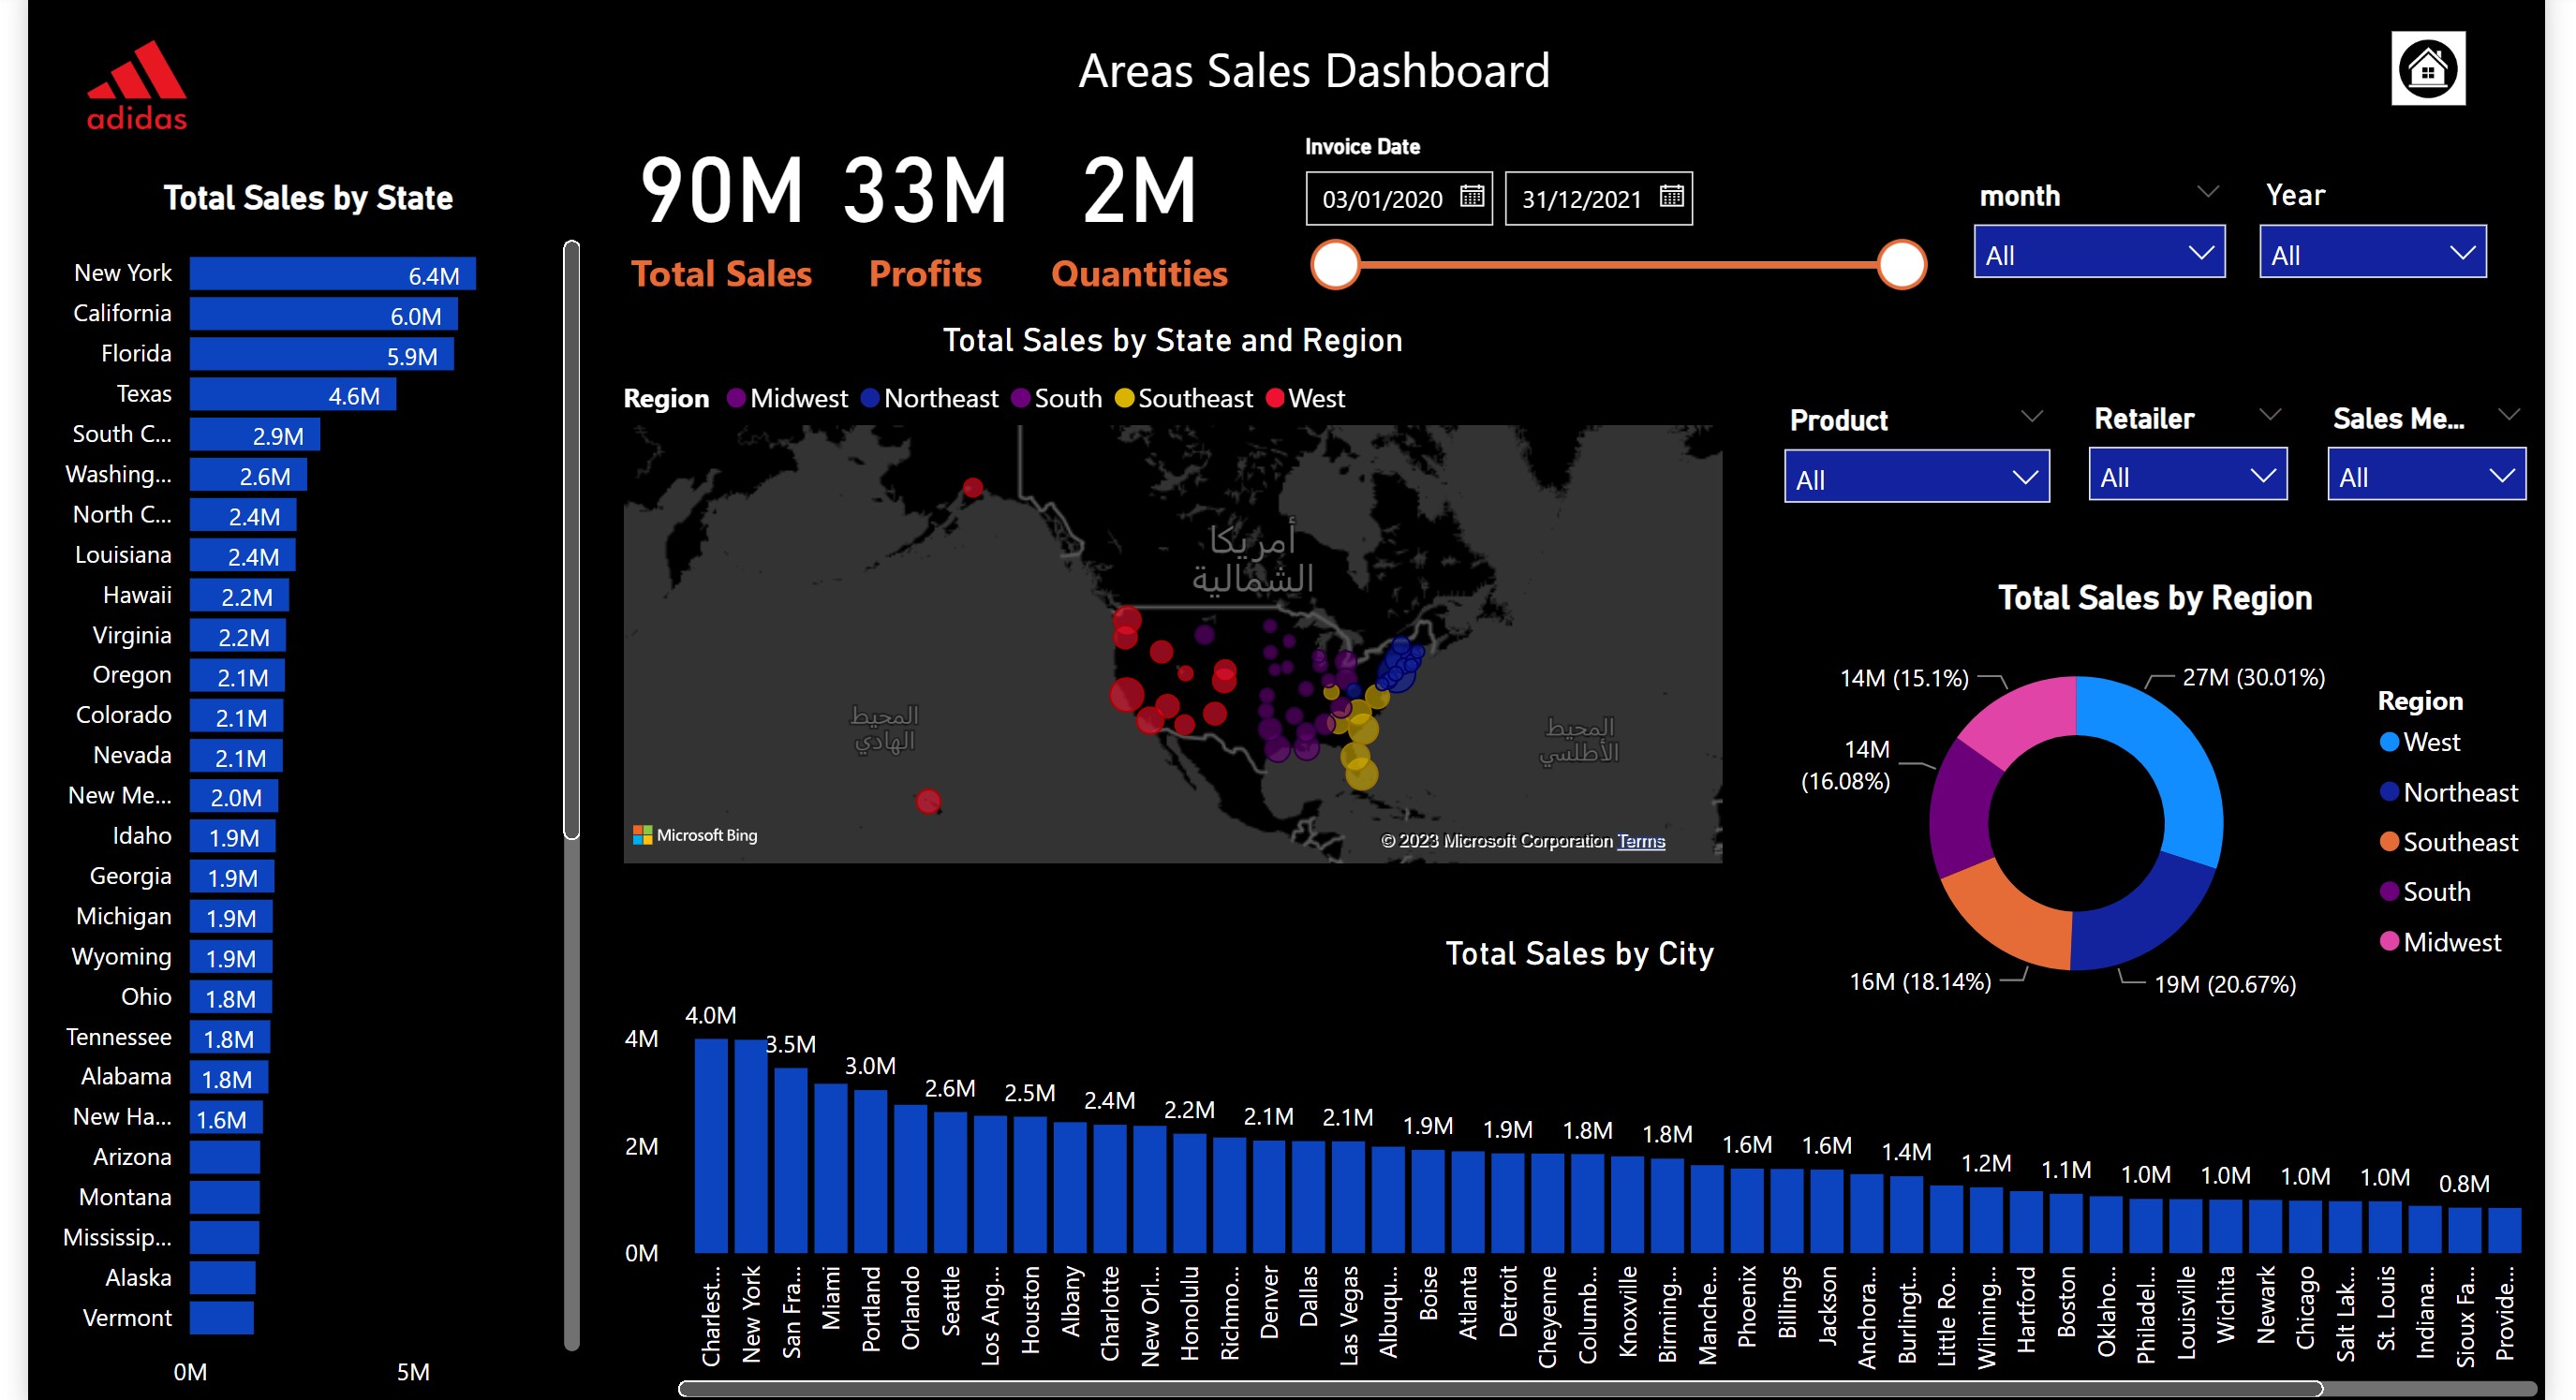 adidas
Areas Sales Dashboard
90M
Total Sales
33M
Profits
2M
Quantities
Invoice Date
03/01/2020
31/12/2021
month
All
Year
All
Total Sales by State
New York 6.4M
California 6.0M
Florida 5.9M
Texas 4.6M
South C... 2.9M
Washing... 2.6M
North C... 2.4M
Louisiana 2.4M
Hawaii 2.2M
Virginia 2.2M
Oregon 2.1M
Colorado 2.1M
Nevada 2.1M
New Me... 2.0M
Idaho 1.9M
Georgia 1.9M
Michigan 1.9M
Wyoming 1.9M
Ohio 1.8M
Tennessee 1.8M
Alabama 1.8M
New Ha... 1.6M
Arizona
Montana
Mississip...
Alaska
Vermont
0M 5M
Total Sales by State and Region
Region Midwest Northeast South Southeast West
أمريكا
الشمالية
المحيط
الهادي
المحيط
الأطلسي
Microsoft Bing
© 2023 Microsoft Corporation Terms
Product
All
Retailer
All
Sales Me...
All
Total Sales by Region
14M (15.1%)
27M (30.01%)
14M
(16.08%)
16M (18.14%)
19M (20.67%)
Region
West
Northeast
Southeast
South
Midwest
Total Sales by City
4M
2M
0M
4.0M 3.5M 3.0M 2.6M 2.5M 2.4M 2.2M 2.1M 2.1M 1.9M 1.9M 1.8M 1.8M 1.6M 1.6M 1.4M 1.2M 1.1M 1.0M 1.0M 1.0M 1.0M 0.8M
Charlest...
New York
San Fra...
Miami
Portland
Orlando
Seattle
Los Ang...
Houston
Albany
Charlotte
New Orl...
Honolulu
Richmo...
Denver
Dallas
Las Vegas
Albuqu...
Boise
Atlanta
Detroit
Cheyenne
Columb...
Knoxville
Birming...
Manche...
Phoenix
Billings
Jackson
Anchora...
Burlingt...
Little Ro...
Wilming...
Hartford
Boston
Oklaho...
Philadel...
Louisville
Wichita
Newark
Chicago
Salt Lak...
St. Louis
Indiana...
Sioux Fa...
Provide...